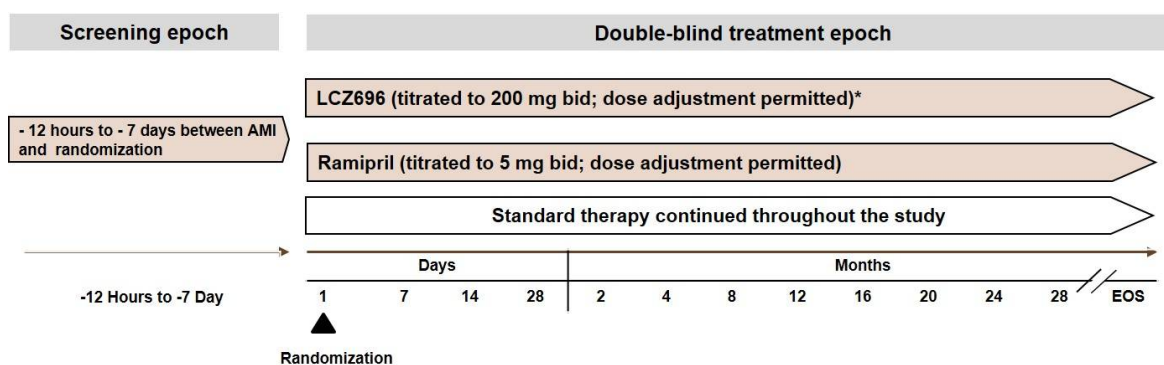 Screening epoch
Double-blind treatment epoch
LCZ696 (titrated to 200 mg bid; dose adjustment permitted)*
- 12 hours to - 7 days between AMI
and randomization
Ramipril (titrated to 5 mg bid; dose adjustment permitted)
Standard therapy continued throughout the study
Days
Months
-12 Hours to -7 Day
1 7 14 28 2 4 8 12 16 20 24 28 EOS
Randomization